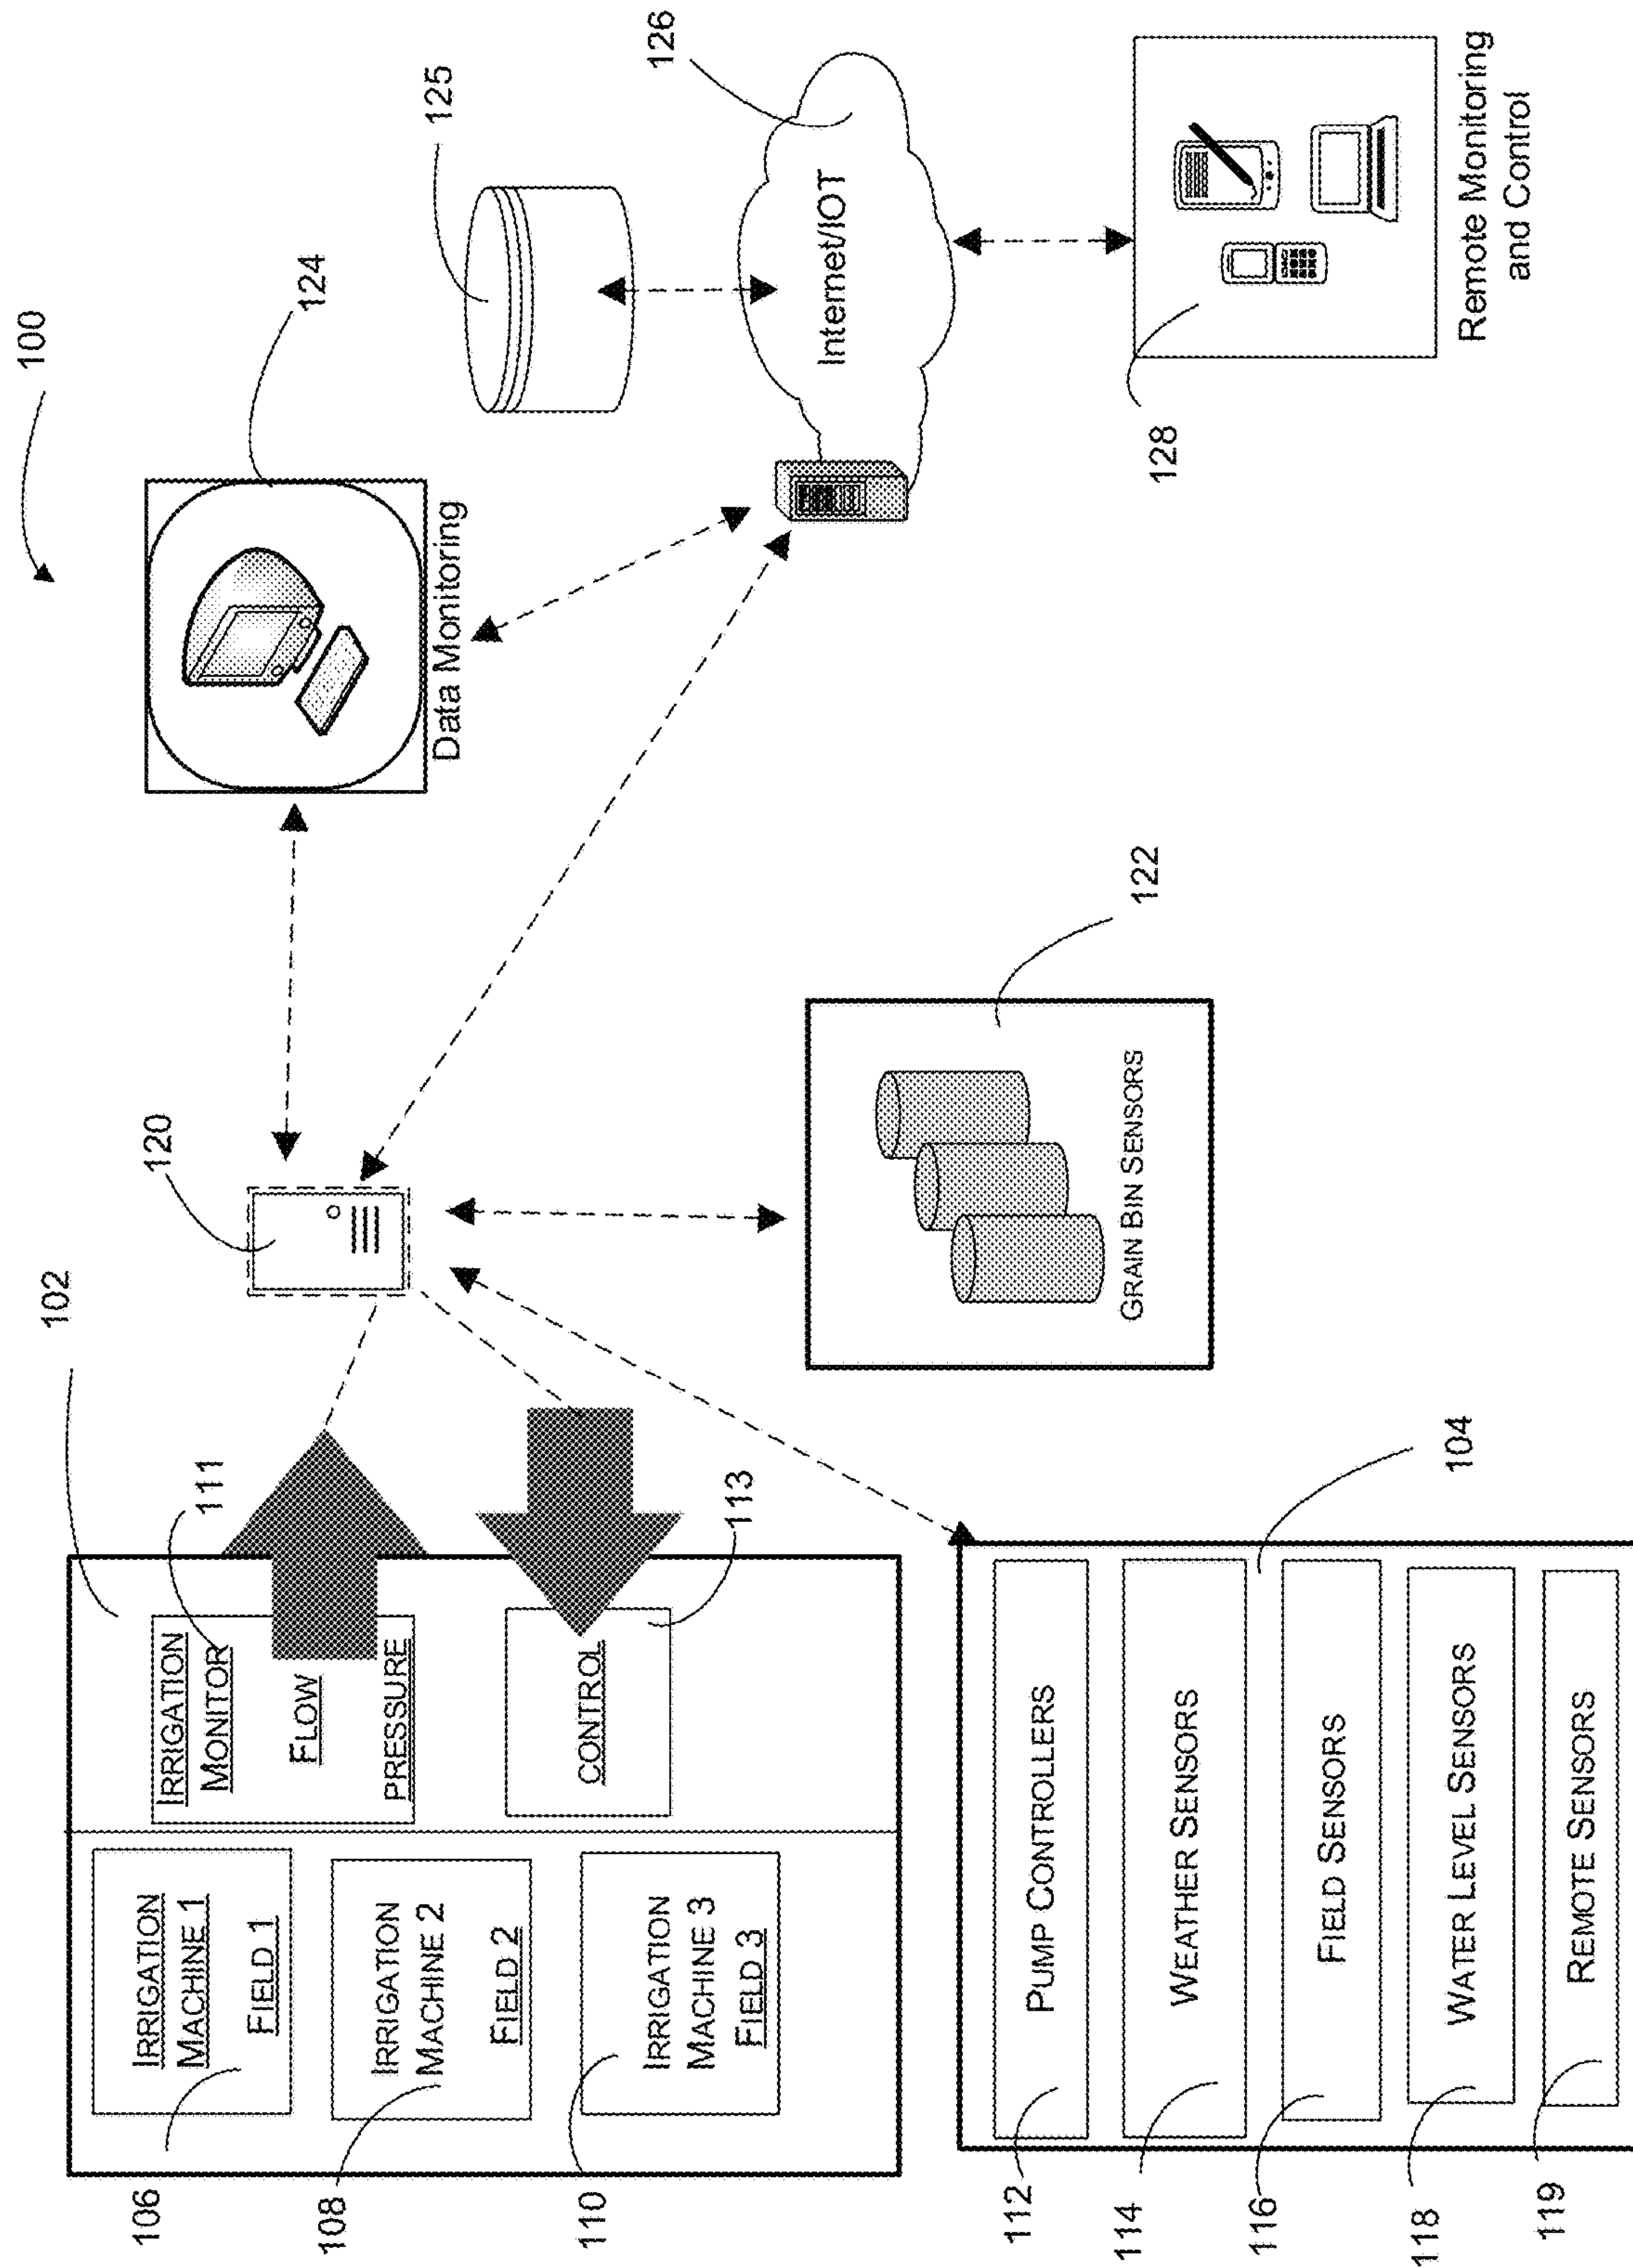 100
102
IRRIGATION
MACHINE 1
FIELD 1
106
IRRIGATION
MACHINE 2
FIELD 2
108
IRRIGATION
MACHINE 3
FIELD 3
110
IRRIGATION
MONITOR
FLOW
PRESSURE
111
CONTROL
113
120
124
Data Monitoring
125
Internet/IOT
126
128
Remote Monitoring
and Control
122
GRAIN BIN SENSORS
104
PUMP CONTROLLERS
112
WEATHER SENSORS
114
FIELD SENSORS
116
WATER LEVEL SENSORS
118
REMOTE SENSORS
119